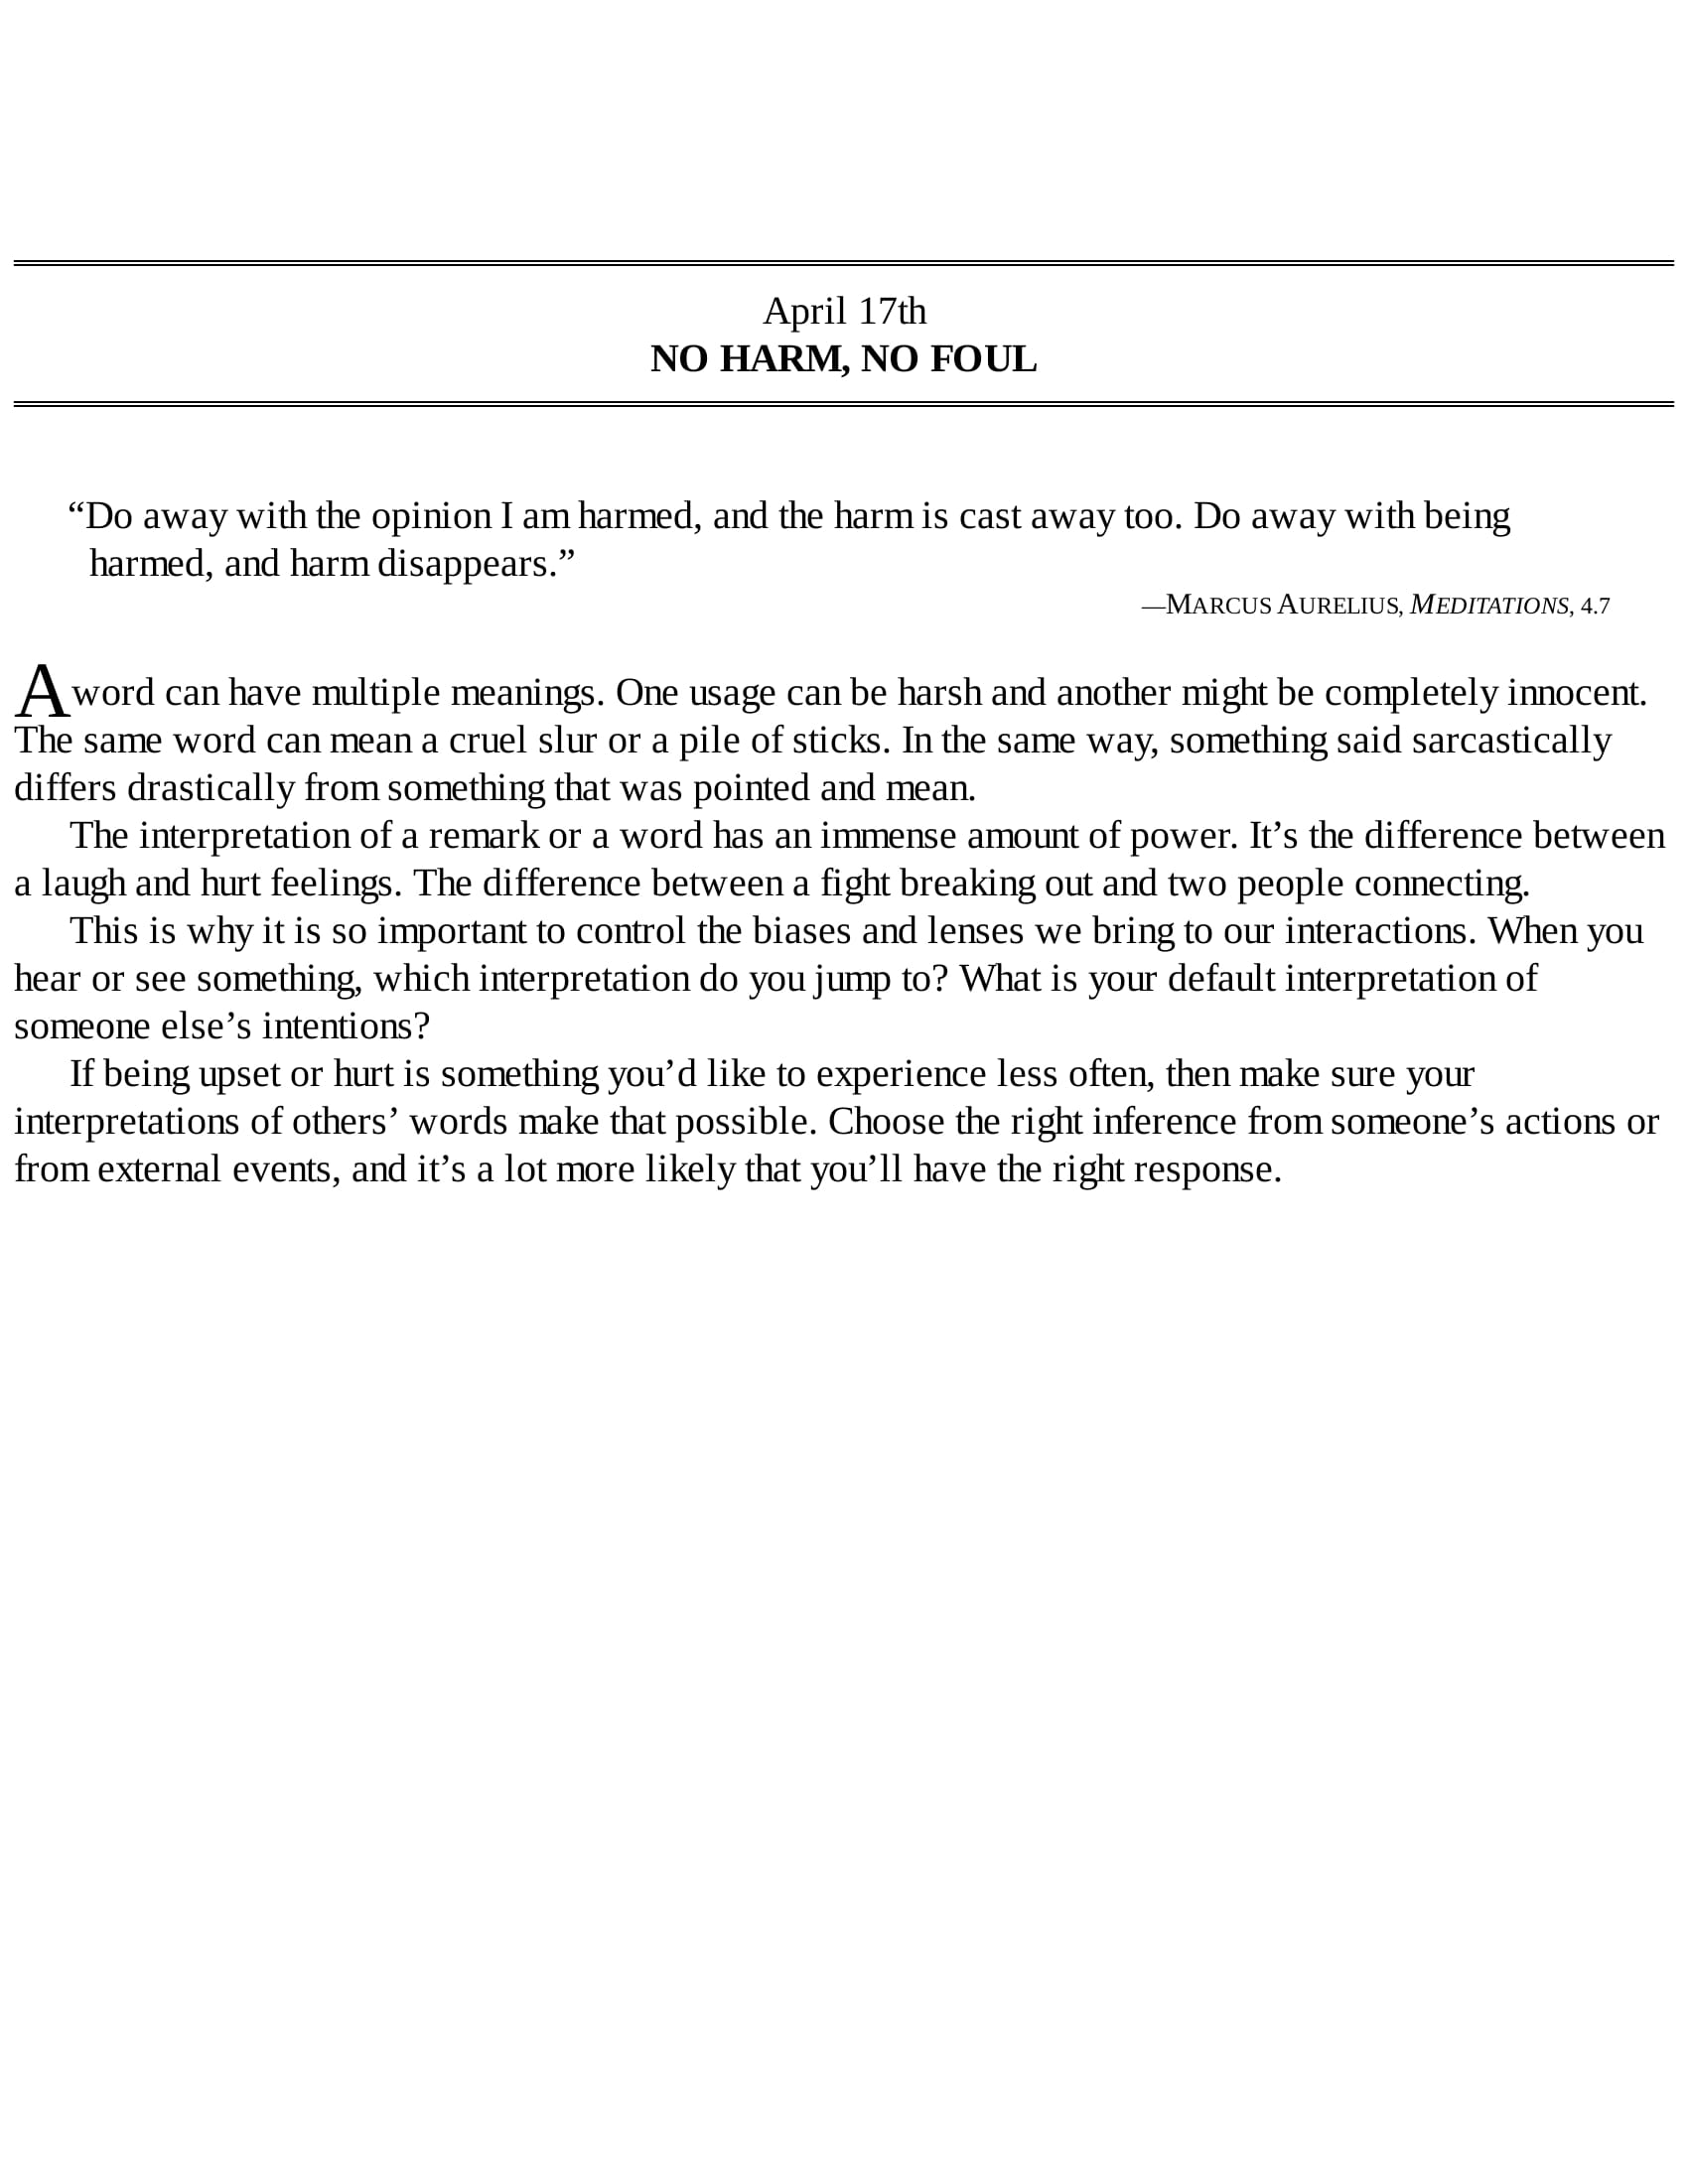 April 17th
NO HARM, NO FOUL
“Do away with the opinion I am harmed, and the harm is cast away too. Do away with being
harmed, and harm disappears.”
—MARCUS AURELIUS, MEDITATIONS, 4.7
A word can have multiple meanings. One usage can be harsh and another might be completely innocent.
The same word can mean a cruel slur or a pile of sticks. In the same way, something said sarcastically
differs drastically from something that was pointed and mean.
The interpretation of a remark or a word has an immense amount of power. It’s the difference between
a laugh and hurt feelings. The difference between a fight breaking out and two people connecting.
This is why it is so important to control the biases and lenses we bring to our interactions. When you
hear or see something, which interpretation do you jump to? What is your default interpretation of
someone else’s intentions?
If being upset or hurt is something you’d like to experience less often, then make sure your
interpretations of others’ words make that possible. Choose the right inference from someone’s actions or
from external events, and it’s a lot more likely that you’ll have the right response.